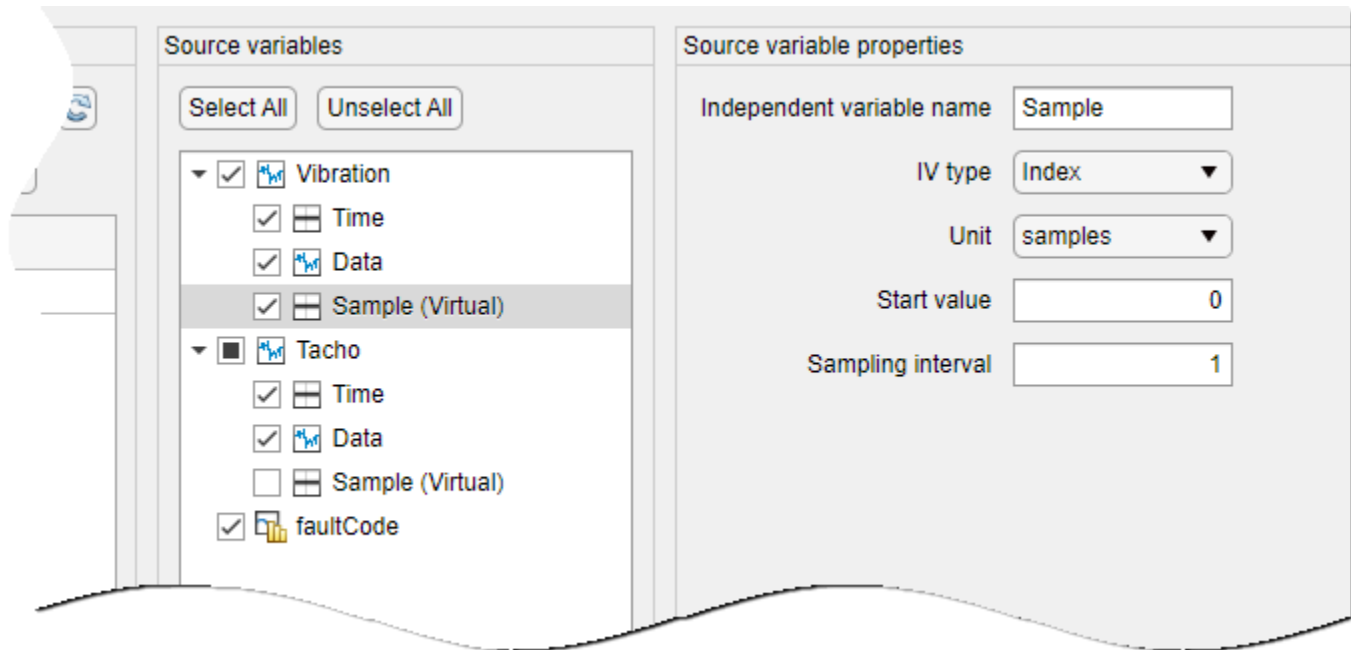 Source variables
Select All
Unselect All
Vibration
Time
Data
Sample (Virtual)
Tacho
Time
Data
Sample (Virtual)
faultCode
Source variable properties
Independent variable name Sample
IV type Index
Unit samples
Start value 0
Sampling interval 1